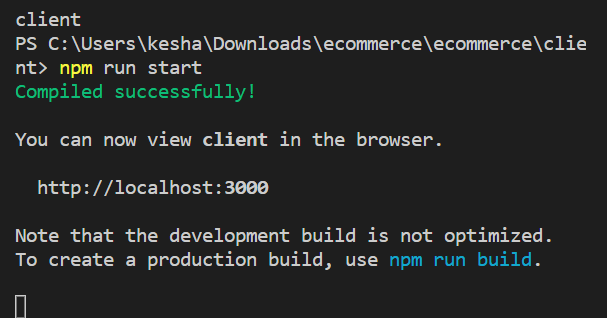 client
PS C:\Users\kesha\Downloads\ecommerce\ecommerce\clie
nt> npm run start
Compiled successfully!
You can now view client in the browser.
http://localhost:3000
Note that the development build is not optimized.
To create a production build, use npm run build.